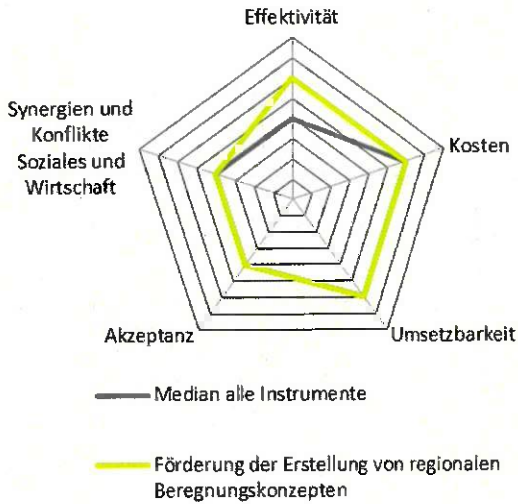 Effektivität
Synergien und
Konflikte
Soziales und
Wirtschaft
Kosten
Akzeptanz
Umsetzbarkeit
Median alle Instrumente
Förderung der Erstellung von regionalen
Beregnungskonzepten